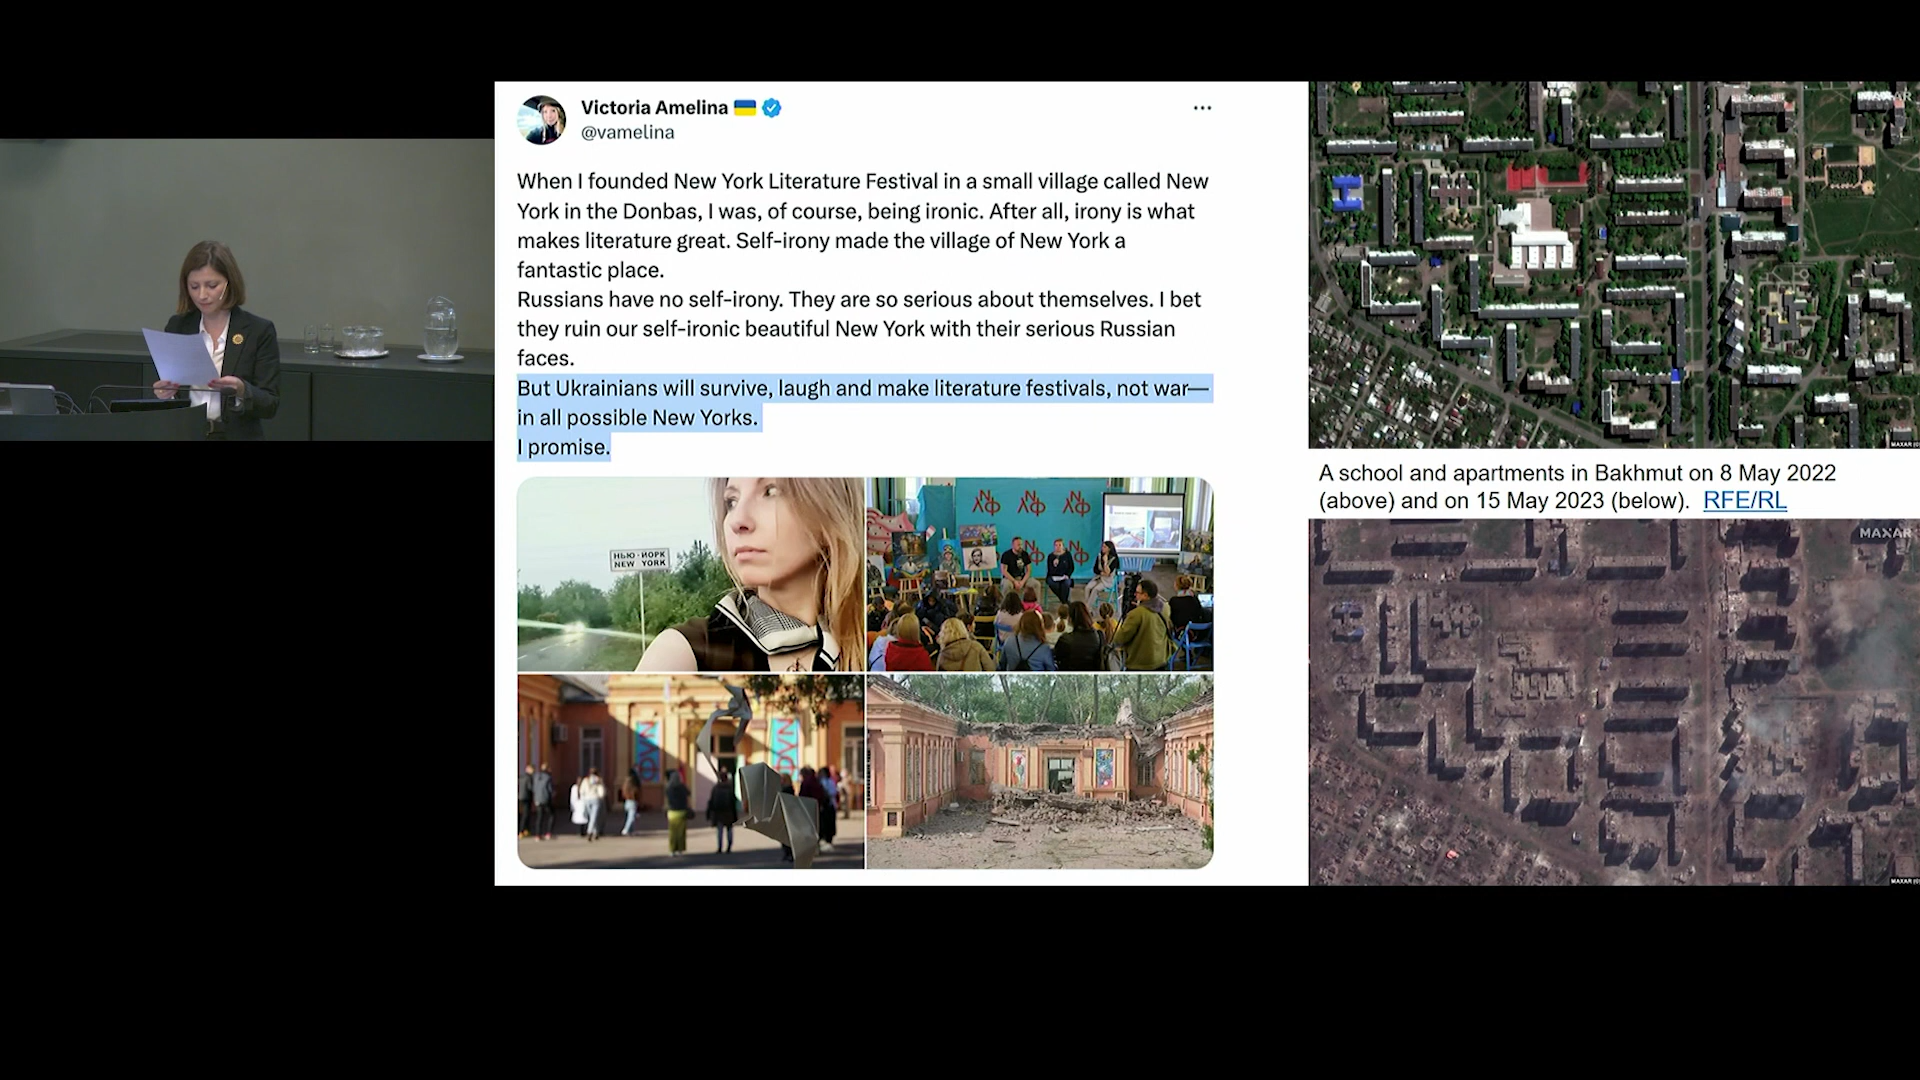 Victoria Amelina
@vamelina
When I founded New York Literature Festival in a small village called New
York in the Donbas, I was, of course, being ironic. After all, irony is what
makes literature great. Self-irony made the village of New York a
fantastic place.
Russians have no self-irony. They are so serious about themselves. I bet
they ruin our self-ironic beautiful New York with their serious Russian
faces.
But Ukrainians will survive, laugh and make literature festivals, not war—
in all possible New Yorks.
I promise.
НЬЮ-ЙОРК
NEW YORK
MAXAR
A school and apartments in Bakhmut on 8 May 2022
(above) and on 15 May 2023 (below). RFE/RL
MAXAR
MAXAR